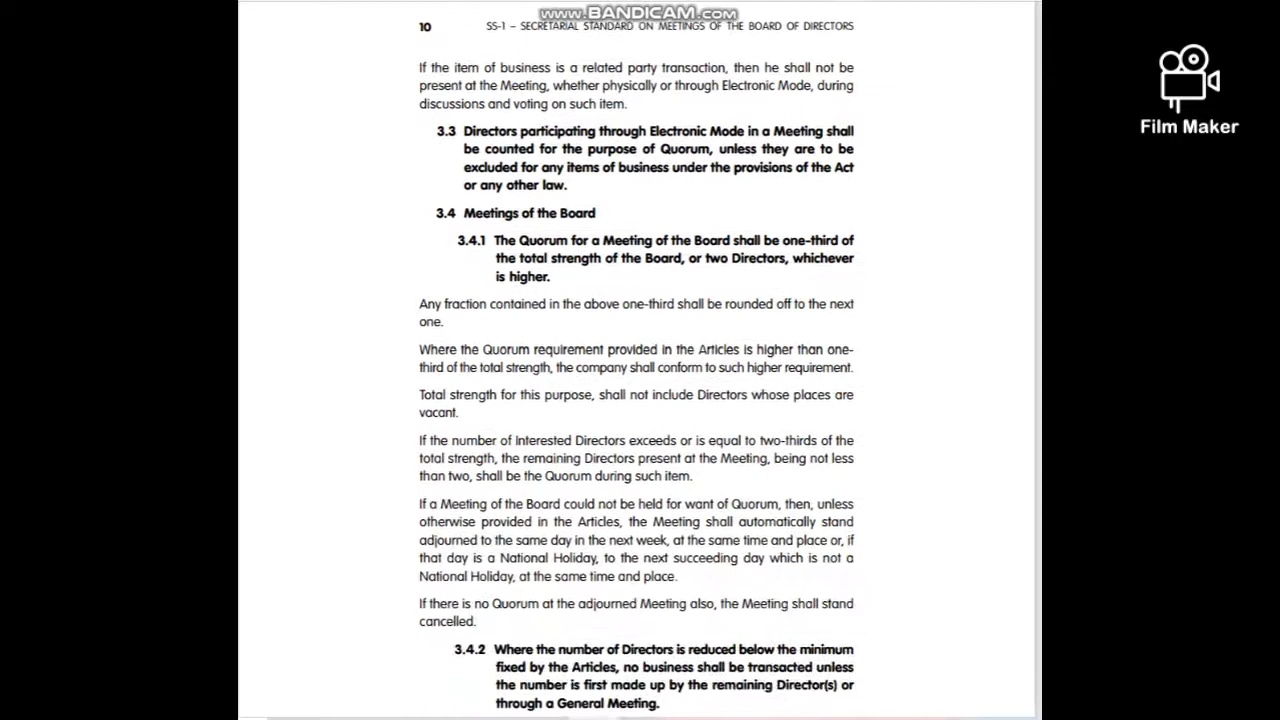 www.BANDICAM.com
10 SS-1 – SECRETARIAL STANDARD ON MEETINGS OF THE BOARD OF DIRECTORS
If the item of business is a related party transaction, then he shall not be
present at the Meeting, whether physically or through Electronic Mode, during
discussions and voting on such item.
3.3 Directors participating through Electronic Mode in a Meeting shall
be counted for the purpose of Quorum, unless they are to be
excluded for any items of business under the provisions of the Act
or any other law.
3.4 Meetings of the Board
3.4.1 The Quorum for a Meeting of the Board shall be one-third of
the total strength of the Board, or two Directors, whichever
is higher.
Any fraction contained in the above one-third shall be rounded off to the next
one.
Where the Quorum requirement provided in the Articles is higher than one-
third of the total strength, the company shall conform to such higher requirement.
Total strength for this purpose, shall not include Directors whose places are
vacant.
If the number of Interested Directors exceeds or is equal to two-thirds of the
total strength, the remaining Directors present at the Meeting, being not less
than two, shall be the Quorum during such item.
If a Meeting of the Board could not be held for want of Quorum, then, unless
otherwise provided in the Articles, the Meeting shall automatically stand
adjourned to the same day in the next week, at the same time and place or, if
that day is a National Holiday, to the next succeeding day which is not a
National Holiday, at the same time and place.
If there is no Quorum at the adjourned Meeting also, the Meeting shall stand
cancelled.
3.4.2 Where the number of Directors is reduced below the minimum
fixed by the Articles, no business shall be transacted unless
the number is first made up by the remaining Director(s) or
through a General Meeting.
Film Maker